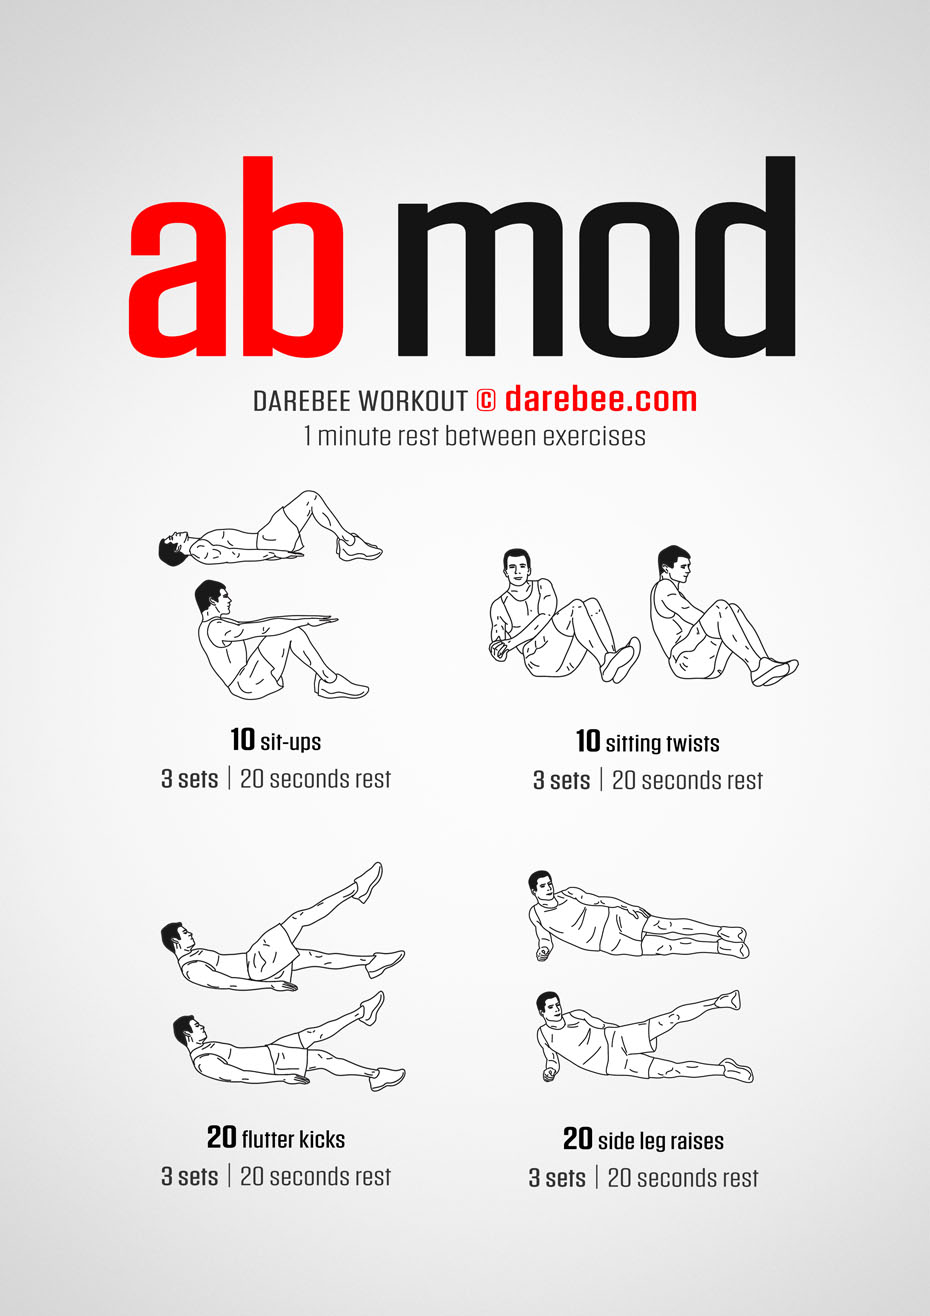 ab mod
DAREBEE WORKOUT © darebee.com
1 minute rest between exercises
10 sit-ups
3 sets | 20 seconds rest
10 sitting twists
3 sets | 20 seconds rest
20 flutter kicks
3 sets | 20 seconds rest
20 side leg raises
3 sets | 20 seconds rest